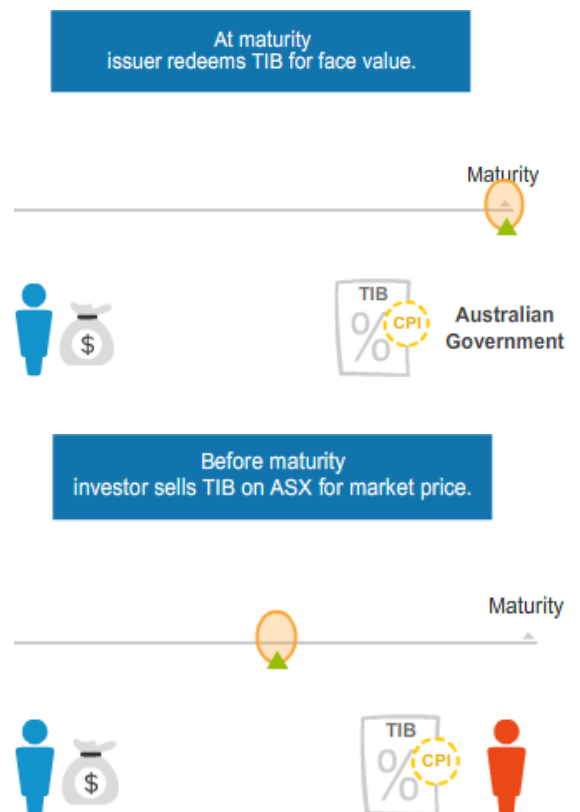 At maturity
issuer redeems TIB for face value.
Maturity
$
TIB
%
CPI
Australian
Government
Before maturity
investor sells TIB on ASX for market price.
Maturity
$
TIB
%
CPI